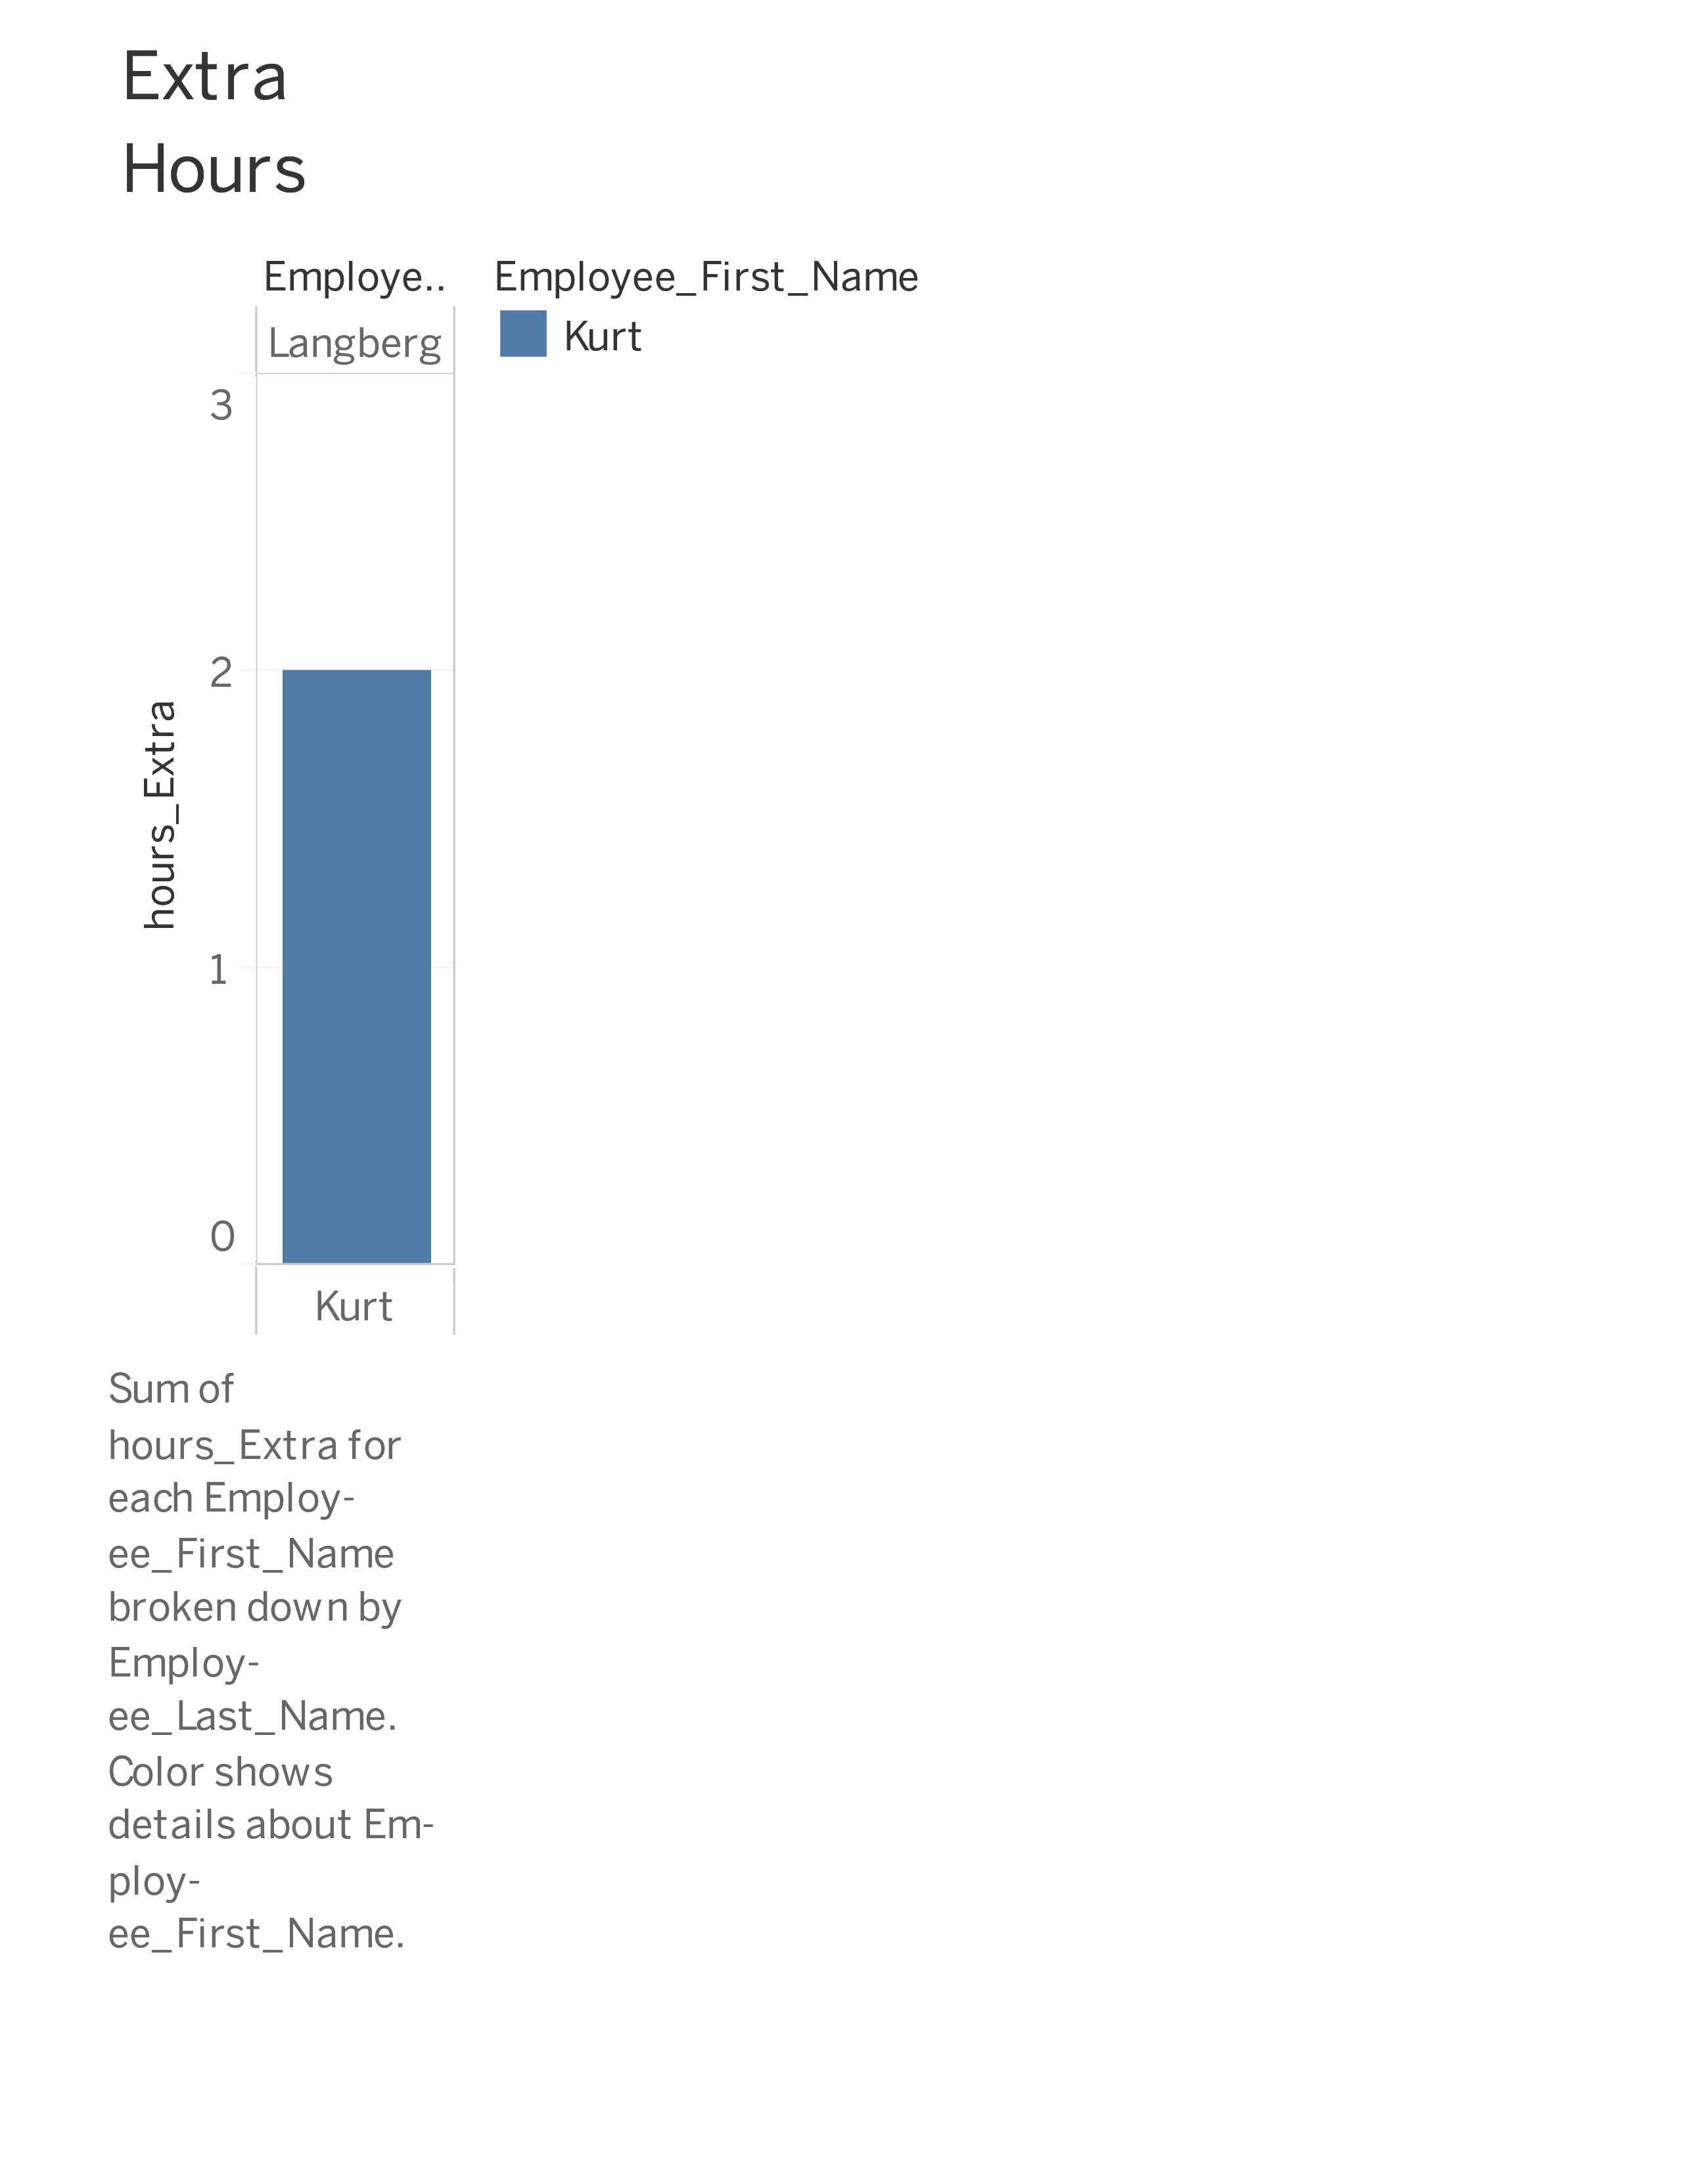 Extra
Hours
Employe..
Employee_First_Name
Langberg
Kurt
3
2
hours_Extra
1
0
Kurt
Sum of
hours_Extra for
each Employ-
ee_First_Name
broken down by
Employ-
ee_Last_Name.
Color shows
details about Em-
ploy-
ee_First_Name.